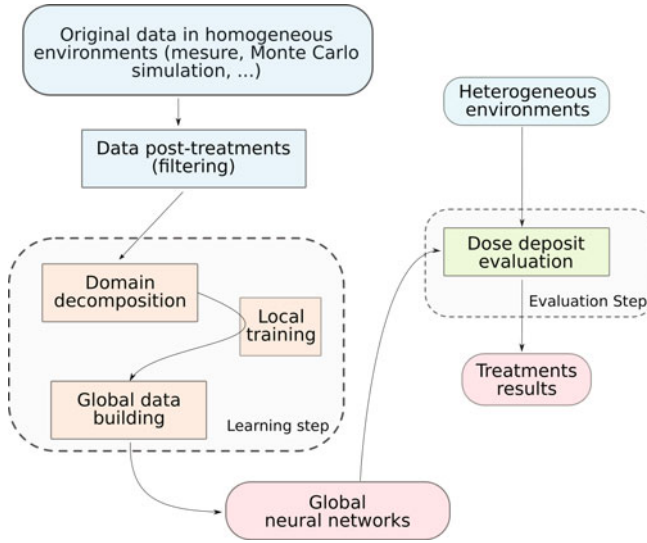 Original data in homogeneous
environments (mesure, Monte Carlo
simulation, ...)
Data post-treatments
(filtering)
Domain
decomposition
Local
training
Global data
building
Learning step
Global
neural networks
Heterogeneous
environments
Dose deposit
evaluation
Evaluation Step
Treatments
results